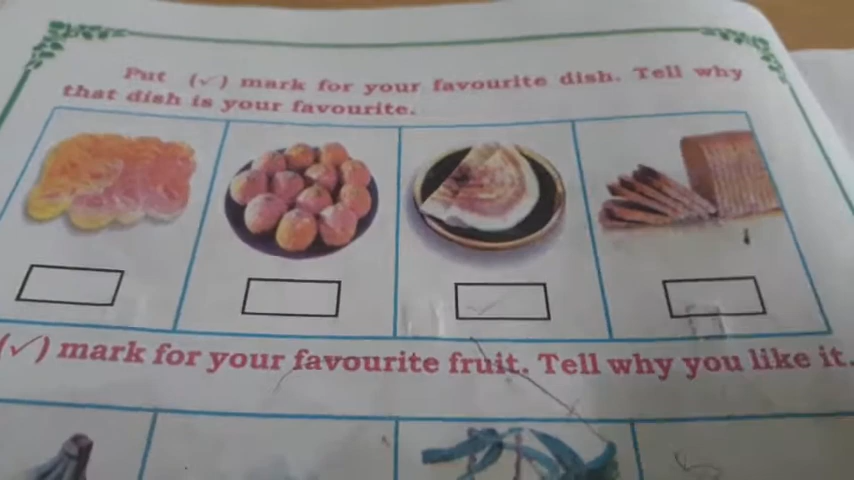 Put (✓) mark for your favourite dish. Tell why
that dish is your favourite.
(✓) mark for your favourite fruit. Tell why you like it.